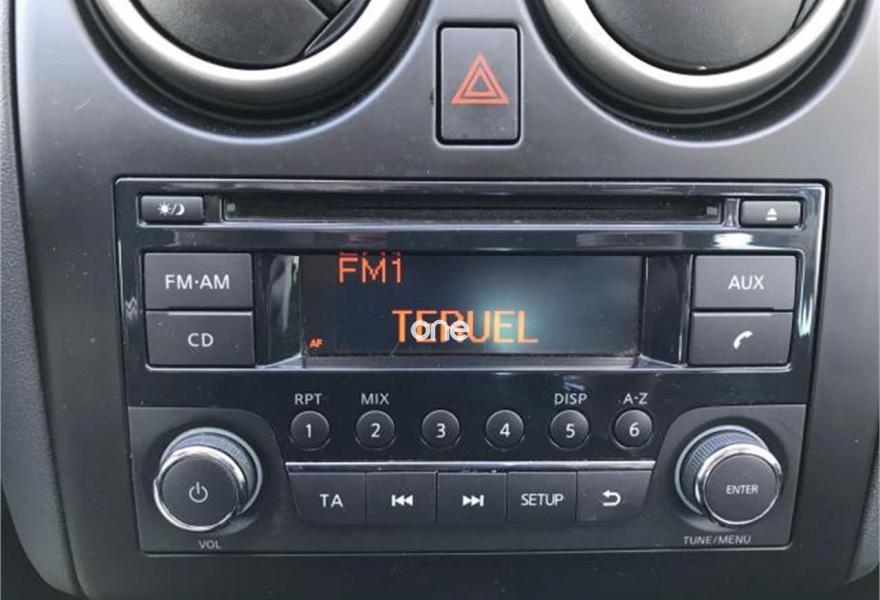 FM·AM
FM1
AUX
CD
AF
TERUEL
one
RPT
MIX
DISP
A-Z
1
2
3
4
5
6
TA
SETUP
ENTER
VOL
TUNE/MENU